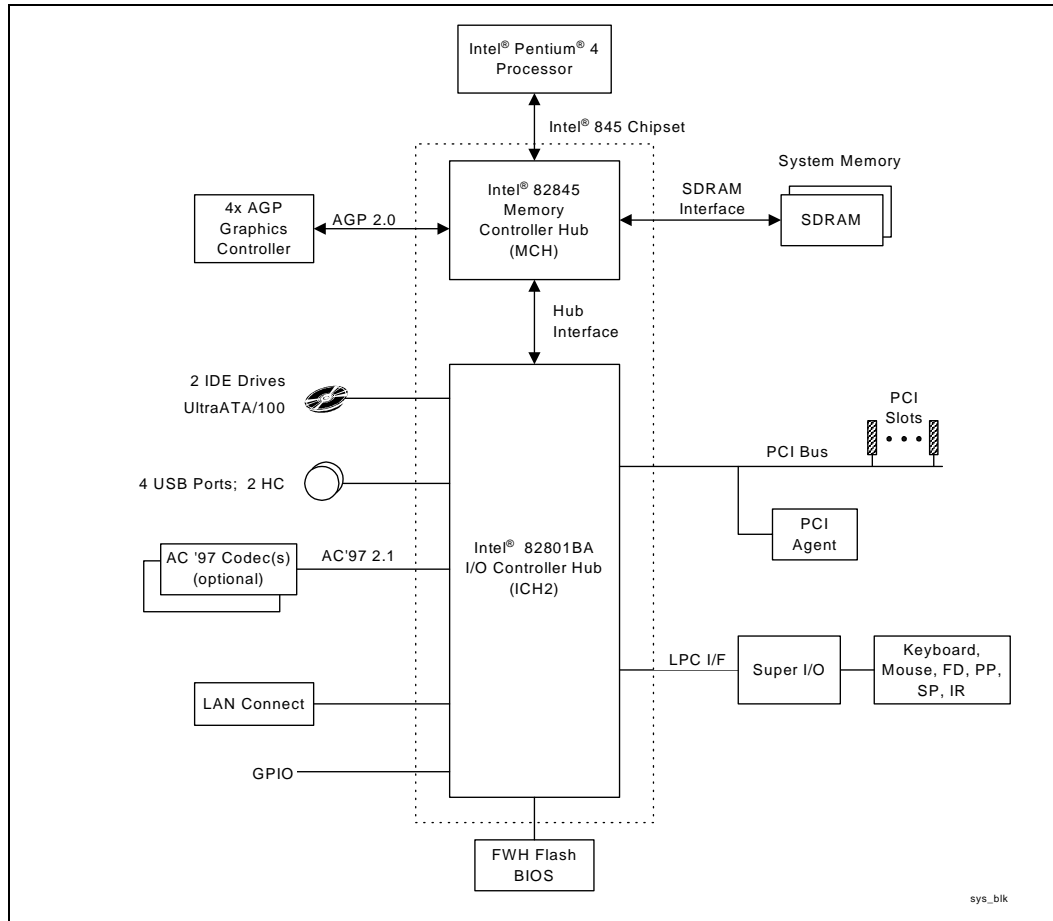 Intel® Pentium® 4
Processor
Intel® 845 Chipset
System Memory
4x AGP
Graphics
Controller
AGP 2.0
Intel® 82845
Memory
Controller Hub
(MCH)
SDRAM
Interface
SDRAM
Hub
Interface
2 IDE Drives
UltraATA/100
PCI
Slots
PCI Bus
4 USB Ports; 2 HC
PCI
Agent
AC '97 Codec(s)
(optional)
AC'97 2.1
Intel® 82801BA
I/O Controller Hub
(ICH2)
LPC I/F
Super I/O
Keyboard,
Mouse, FD, PP,
SP, IR
LAN Connect
GPIO
FWH Flash
BIOS
sys_blk